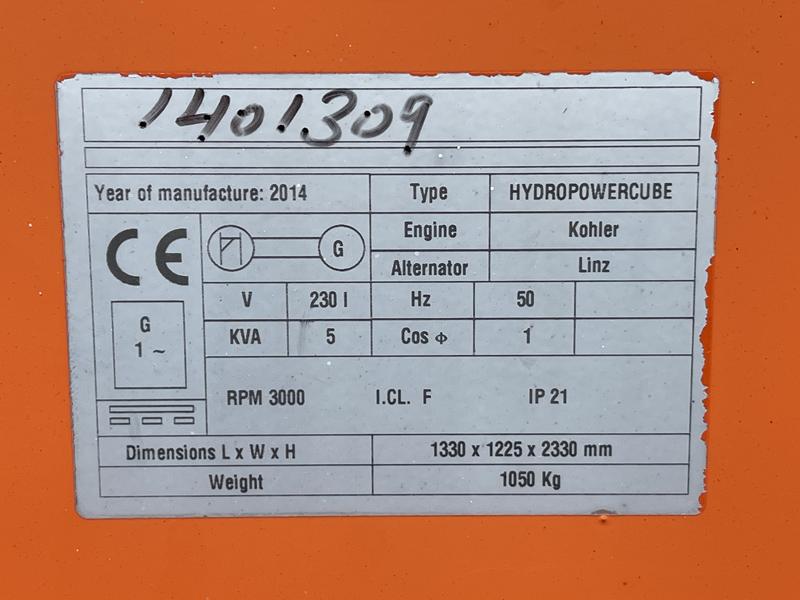 1401309
Year of manufacture: 2014 Type HYDROPOWERCUBE
CE G Engine Kohler
Alternator Linz
V 230 I Hz 50
G
1 ~
KVA 5 Cos Φ 1
RPM 3000 I.CL. F IP 21
Dimensions L x W x H 1330 x 1225 x 2330 mm
Weight 1050 Kg